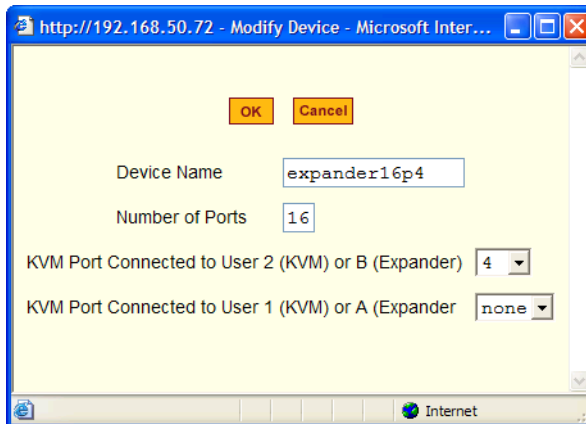 http://192.168.50.72 - Modify Device - Microsoft Inter...
OK Cancel
Device Name expander16p4
Number of Ports 16
KVM Port Connected to User 2 (KVM) or B (Expander) 4
KVM Port Connected to User 1 (KVM) or A (Expander none
Internet